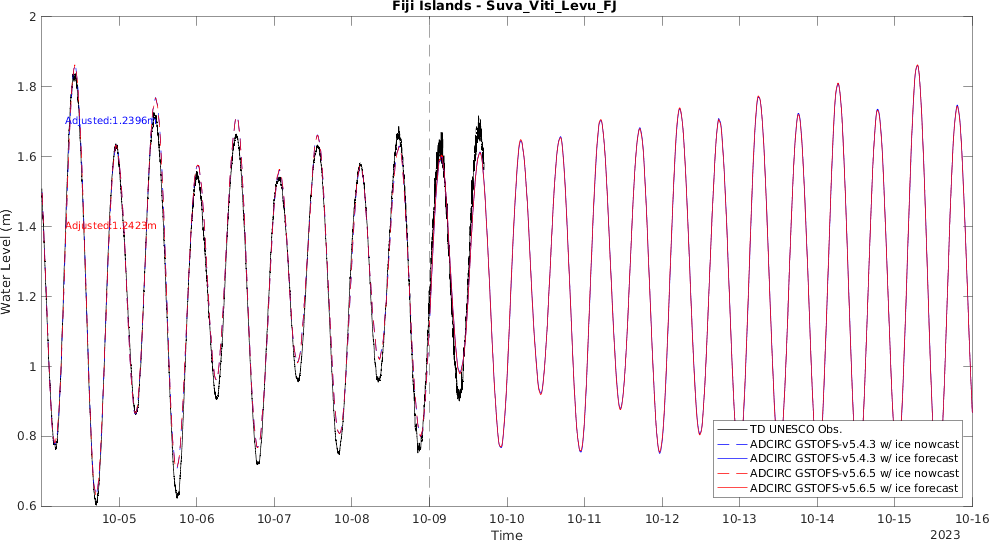 Fiji Islands - Suva_Viti_Levu_FJ
2
1.8
1.6
1.4
1.2
1
0.8
0.6
Water Level (m)
Adjusted:1.2396m
Adjusted:1.2423m
TD UNESCO Obs.
ADCIRC GSTOFS-v5.4.3 w/ ice nowcast
ADCIRC GSTOFS-v5.4.3 w/ ice forecast
ADCIRC GSTOFS-v5.6.5 w/ ice nowcast
ADCIRC GSTOFS-v5.6.5 w/ ice forecast
10-05 10-06 10-07 10-08 10-09 10-10 10-11 10-12 10-13 10-14 10-15 10-16
Time
2023